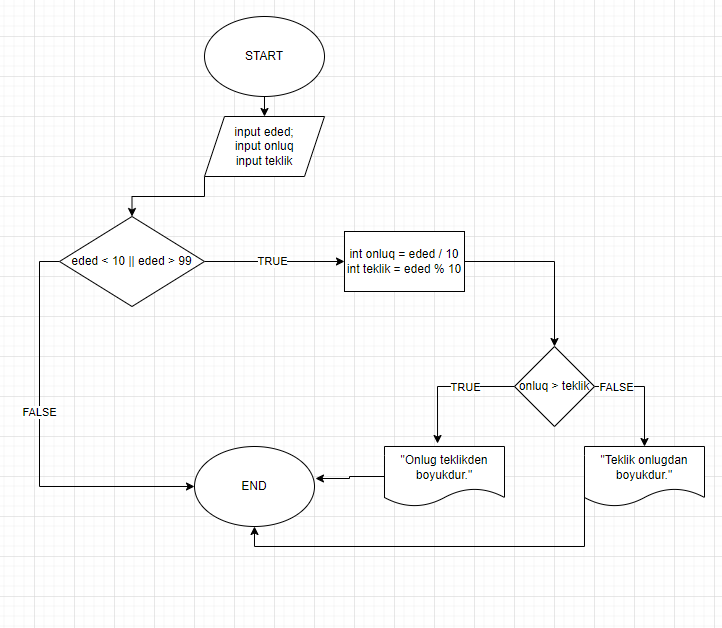 START
input eded;
input onluq
input teklik
eded < 10 || eded > 99
TRUE
int onluq = eded / 10
int teklik = eded % 10
onluq > teklik
TRUE
FALSE
FALSE
"Onlug teklikden
boyukdur."
"Teklik onlugdan
boyukdur."
END